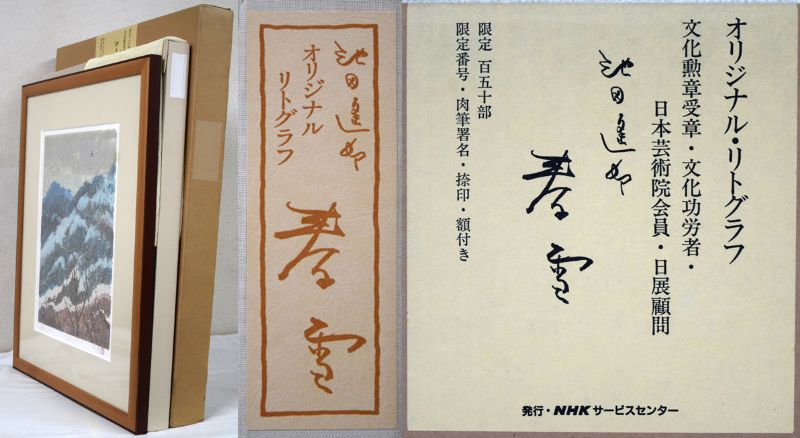 池田遙邨
オリジナル
リトグラフ
春雪
オリジナル・リトグラフ
文化勲章受章・文化功労者・
日本芸術院会員・日展顧問
池田遙邨
春雪
限定 百五十部
限定番号・肉筆署名・捺印・額付き
発行・NHKサービスセンター